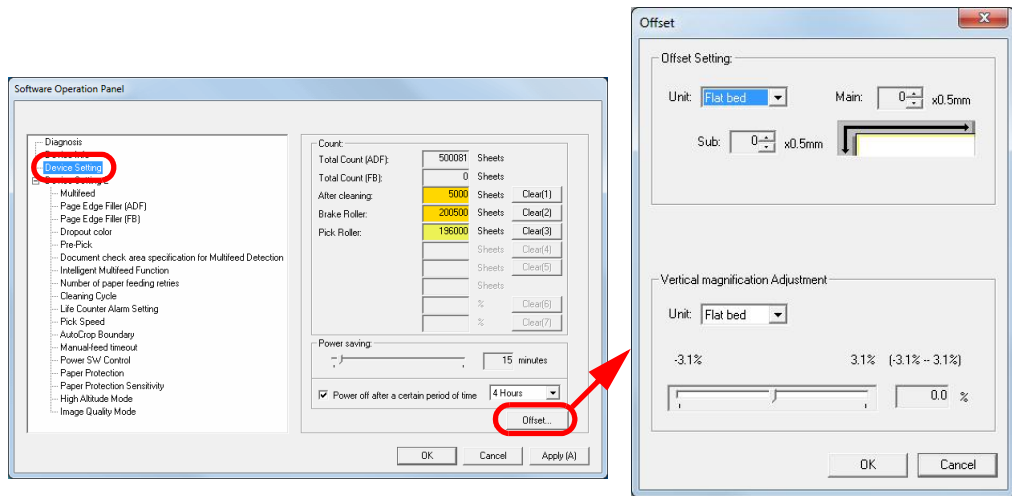 Software Operation Panel
Diagnosis
Device Info
Device Setting
Device Setting 2
Multifeed
Page Edge Filler (ADF)
Page Edge Filler (FB)
Dropout color
Pre-Pick
Document check area specification for Multifeed Detection
Intelligent Multifeed Function
Number of paper feeding retries
Cleaning Cycle
Life Counter Alarm Setting
Pick Speed
AutoCrop Boundary
Manual-feed timeout
Power SW Control
Paper Protection
Paper Protection Sensitivity
High Altitude Mode
Image Quality Mode
Count:
Total Count (ADF): 500081 Sheets
Total Count (FB): 0 Sheets
After cleaning: 5000 Sheets Clear(1)
Brake Roller: 200500 Sheets Clear(2)
Pick Roller: 196000 Sheets Clear(3)
Sheets Clear(4)
Sheets Clear(5)
Sheets
% Clear(6)
% Clear(7)
Power saving:
15 minutes
Power off after a certain period of time 4 Hours
Offset...
OK Cancel Apply (A)
Offset
Offset Setting:
Unit: Flat bed Main: 0 x0.5mm
Sub: 0 x0.5mm
Vertical magnification Adjustment
Unit: Flat bed
-3.1% 3.1% (-3.1% -- 3.1%)
0.0 %
OK Cancel